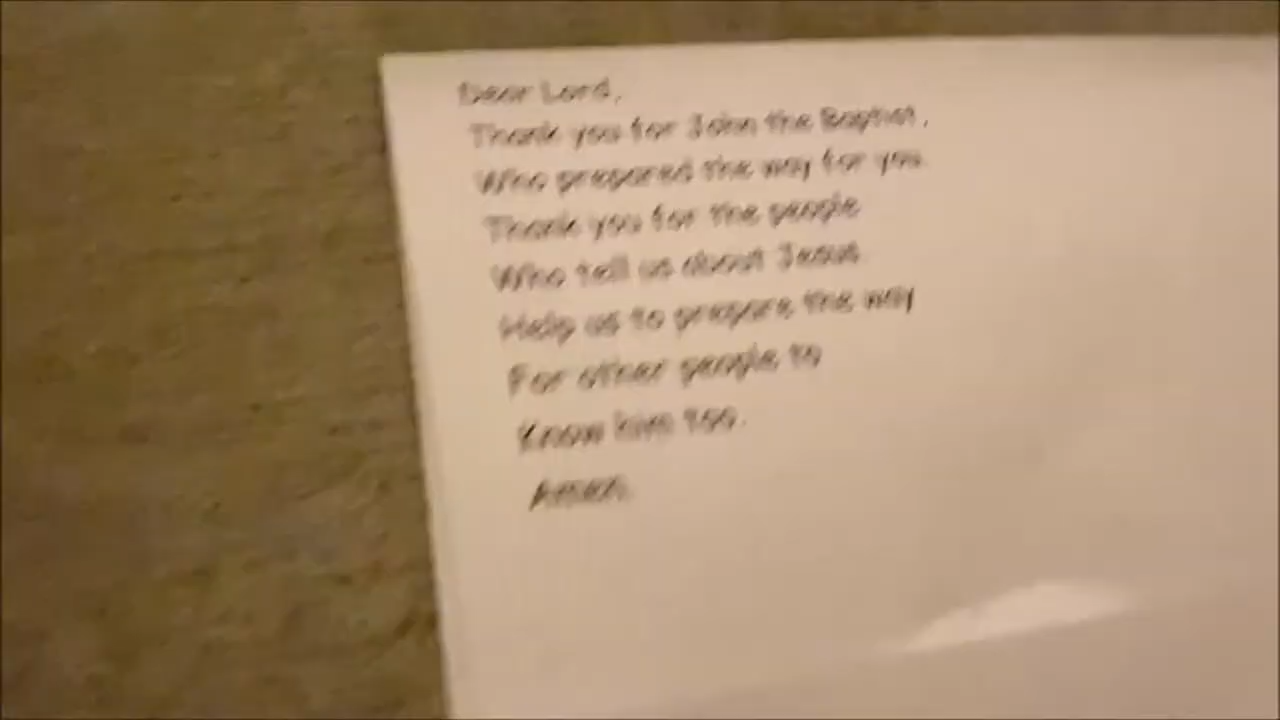 Dear Lord,
Thank you for John the Baptist,
Who prepared the way for you.
Thank you for the people
Who tell us about Jesus.
Help us to prepare the way
For other people to
Know him too.
Amen.